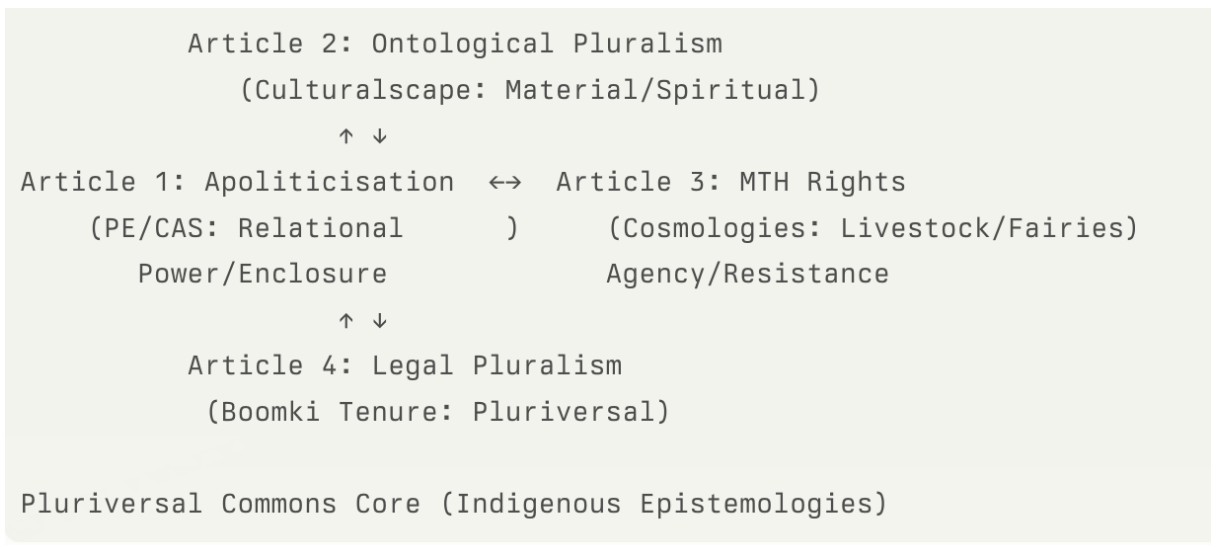 Article 2: Ontological Pluralism
(Culturalscape: Material/Spiritual)
↑ ↓
Article 1: Apoliticisation ↔ Article 3: MTH Rights
(PE/CAS: Relational ) (Cosmologies: Livestock/Fairies)
Power/Enclosure Agency/Resistance
↑ ↓
Article 4: Legal Pluralism
(Boomki Tenure: Pluriversal)
Pluriversal Commons Core (Indigenous Epistemologies)